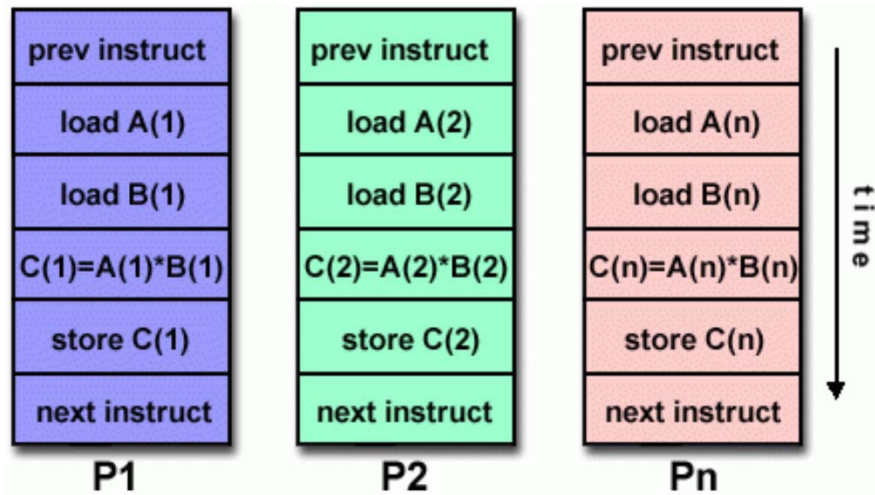 prev instruct
load A(1)
load B(1)
C(1)=A(1)*B(1)
store C(1)
next instruct
P1
prev instruct
load A(2)
load B(2)
C(2)=A(2)*B(2)
store C(2)
next instruct
P2
prev instruct
load A(n)
load B(n)
C(n)=A(n)*B(n)
store C(n)
next instruct
Pn
time